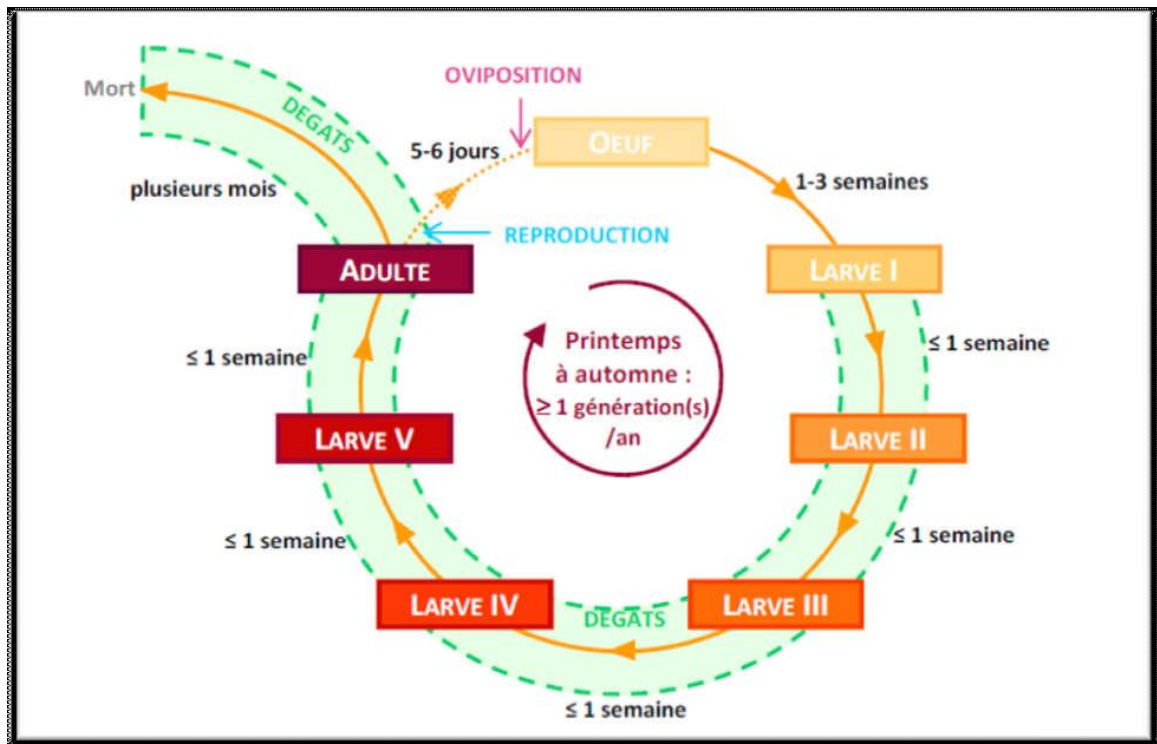 OVIPOSITION
Mort
DEGATS
5-6 jours
OEUF
plusieurs mois
1-3 semaines
REPRODUCTION
ADULTE
LARVE I
≤ 1 semaine
≤ 1 semaine
Printemps
à automne :
≥ 1 génération(s)
/an
LARVE V
LARVE II
≤ 1 semaine
≤ 1 semaine
LARVE IV
DEGATS
LARVE III
≤ 1 semaine